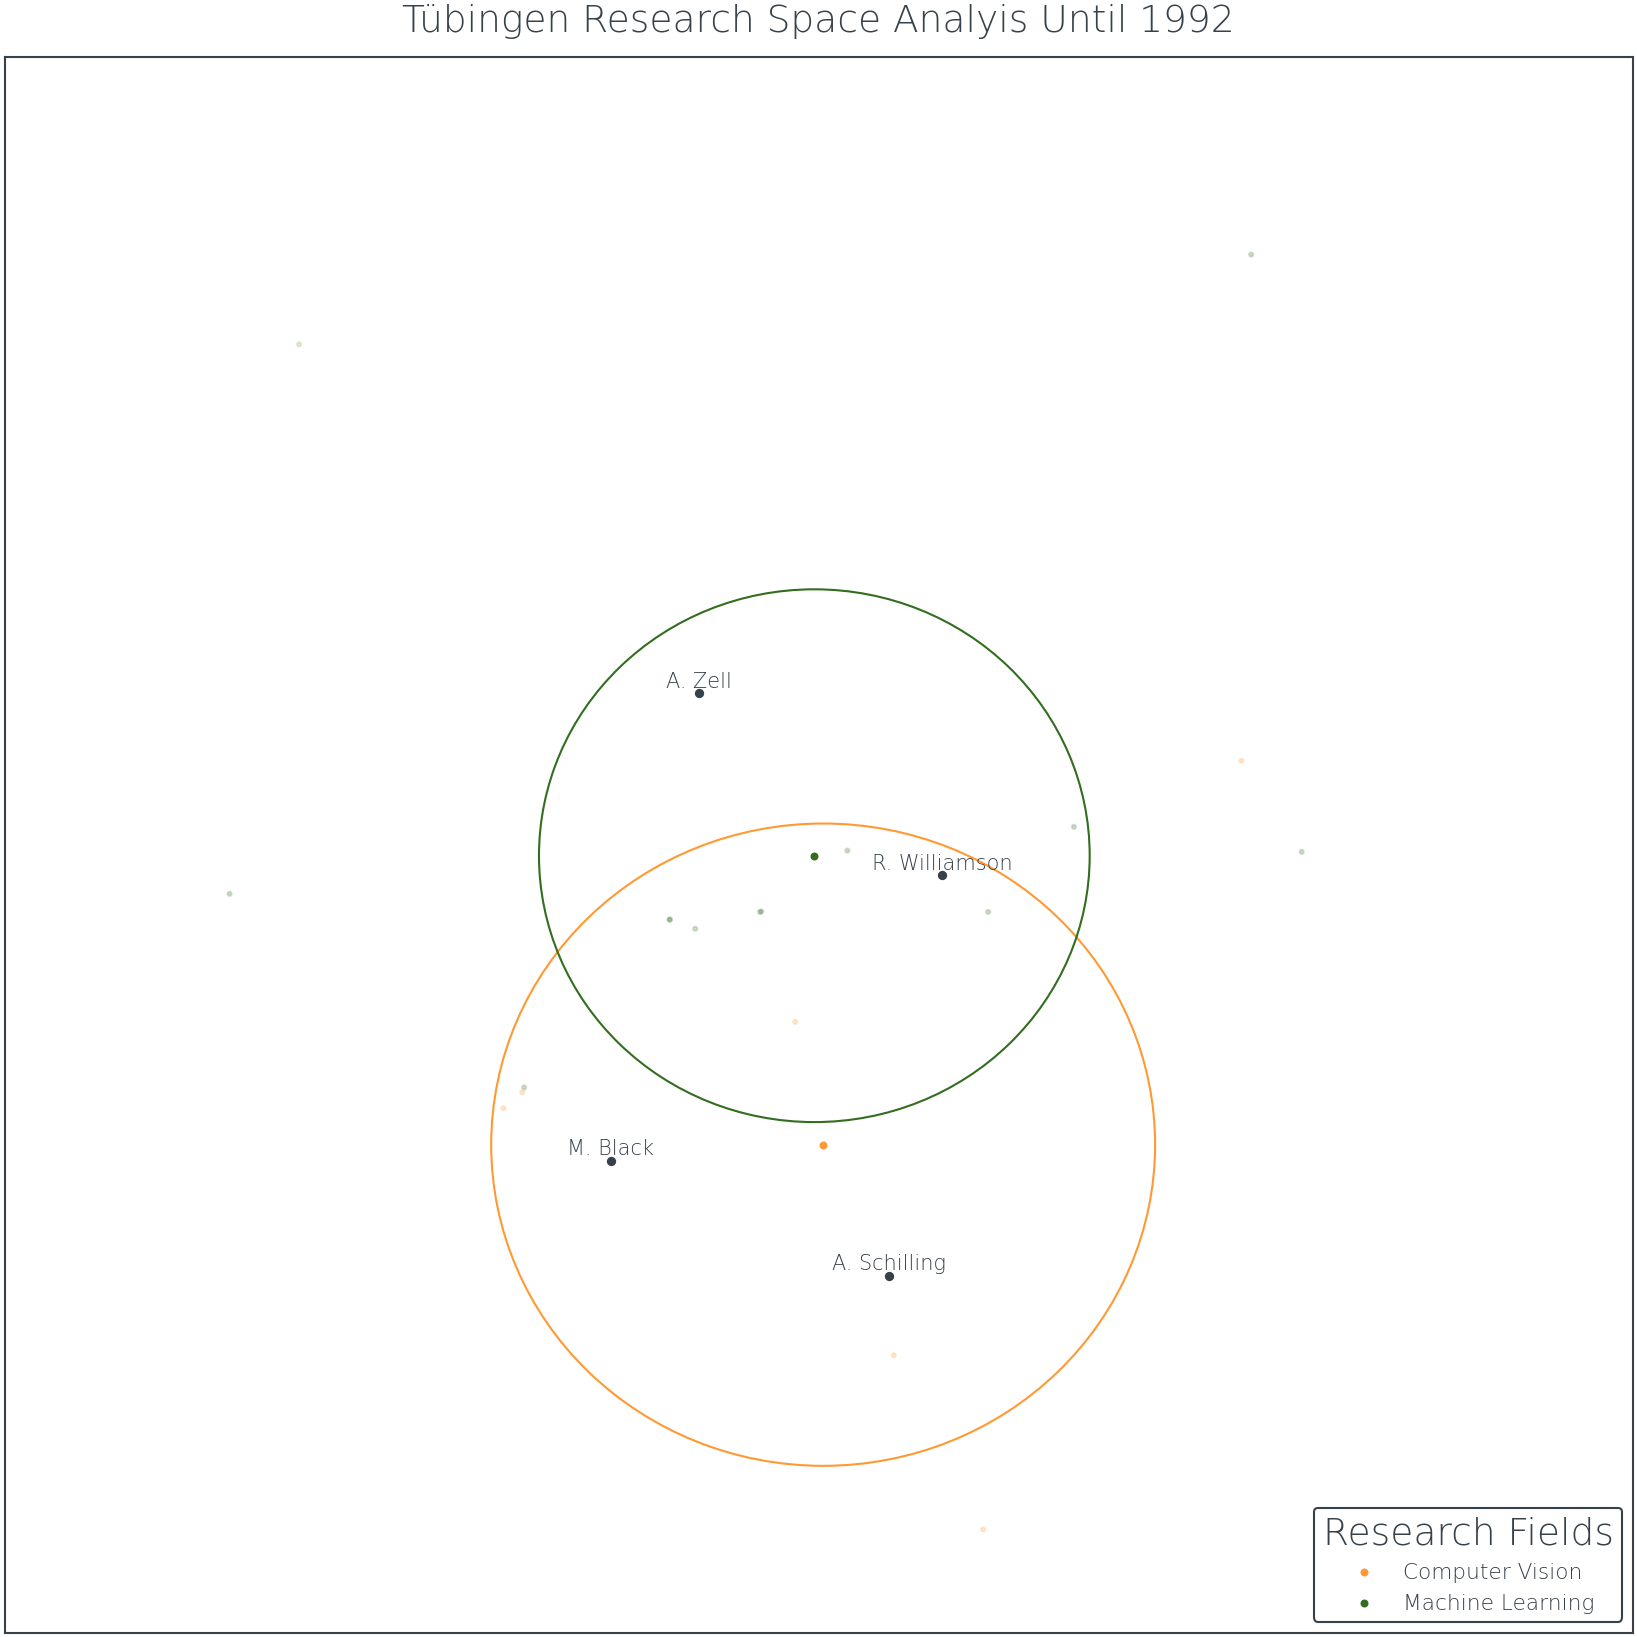 Tübingen Research Space Analyis Until 1992
A. Zell
R. Williamson
M. Black
A. Schilling
Research Fields
Computer Vision
Machine Learning